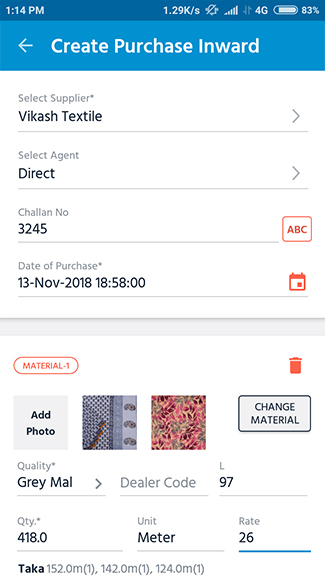 1:14 PM 1.29K/s 4G 83%
Create Purchase Inward
Select Supplier*
Vikash Textile
Select Agent
Direct
Challan No
3245 ABC
Date of Purchase*
13-Nov-2018 18:58:00
MATERIAL-1
Add
Photo
CHANGE
MATERIAL
Quality* L
Grey Mal Dealer Code 97
Qty.* Unit Rate
418.0 Meter 26
Taka 152.0m(1), 142.0m(1), 124.0m(1)